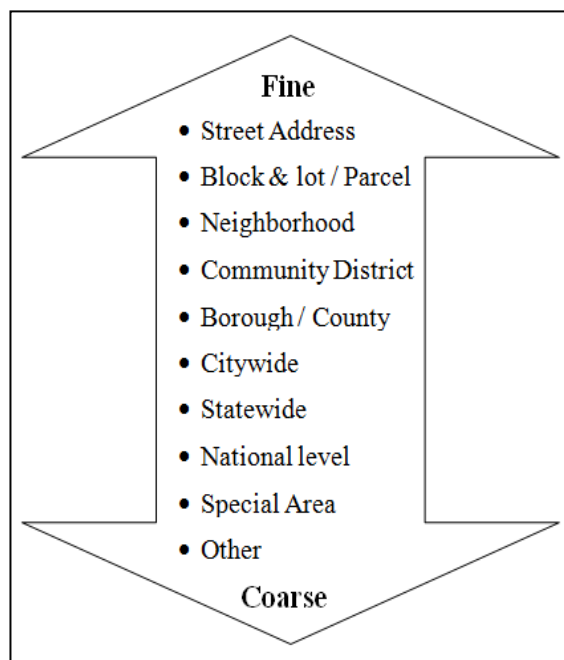 Fine
• Street Address
• Block & lot / Parcel
• Neighborhood
• Community District
• Borough / County
• Citywide
• Statewide
• National level
• Special Area
• Other
Coarse